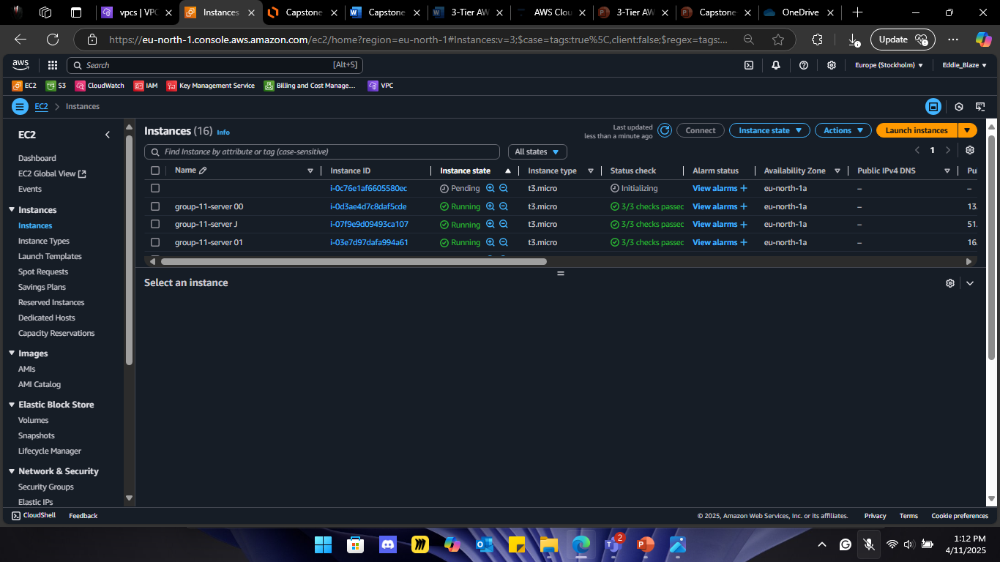 vpcs | VPC
Instances
Capstone
Capstone
3-Tier AW
AWS Clou
3-Tier AW
Capstone
OneDrive
https://eu-north-1.console.aws.amazon.com/ec2/home?region=eu-north-1#Instances:v=3;$case=tags:true%5C,client:false;$regex=tags:...
Update
aws
Search
[Alt+S]
Europe (Stockholm)
Eddie_Blaze
EC2
S3
CloudWatch
IAM
Key Management Service
Billing and Cost Manage...
VPC
EC2
Instances
EC2
Dashboard
EC2 Global View
Events
Instances
Instances
Instance Types
Launch Templates
Spot Requests
Savings Plans
Reserved Instances
Dedicated Hosts
Capacity Reservations
Images
AMIs
AMI Catalog
Elastic Block Store
Volumes
Snapshots
Lifecycle Manager
Network & Security
Security Groups
Elastic IPs
Instances (16) Info
Last updated
less than a minute ago
Connect
Instance state
Actions
Launch instances
Find Instance by attribute or tag (case-sensitive)
All states
1
Name Instance ID Instance state Instance type Status check Alarm status Availability Zone Public IPv4 DNS Pu
i-0c76e1af6605580ec Pending t3.micro Initializing View alarms + eu-north-1a – –
group-11-server 00 i-0d3ae4d7c8daf5cde Running t3.micro 3/3 checks passec View alarms + eu-north-1a – 13.
group-11-server J i-07f9e9d09493ca107 Running t3.micro 3/3 checks passec View alarms + eu-north-1a – 51.
group-11-server 01 i-03e7d97dafa994a61 Running t3.micro 3/3 checks passec View alarms + eu-north-1a – 16.
Select an instance
CloudShell
Feedback
© 2025, Amazon Web Services, Inc. or its affiliates.
Privacy
Terms
Cookie preferences
2
1:12 PM
4/11/2025